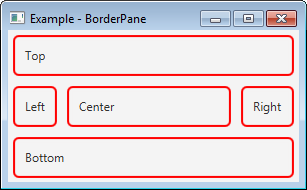 Example - BorderPane
Top
Left Center Right
Bottom